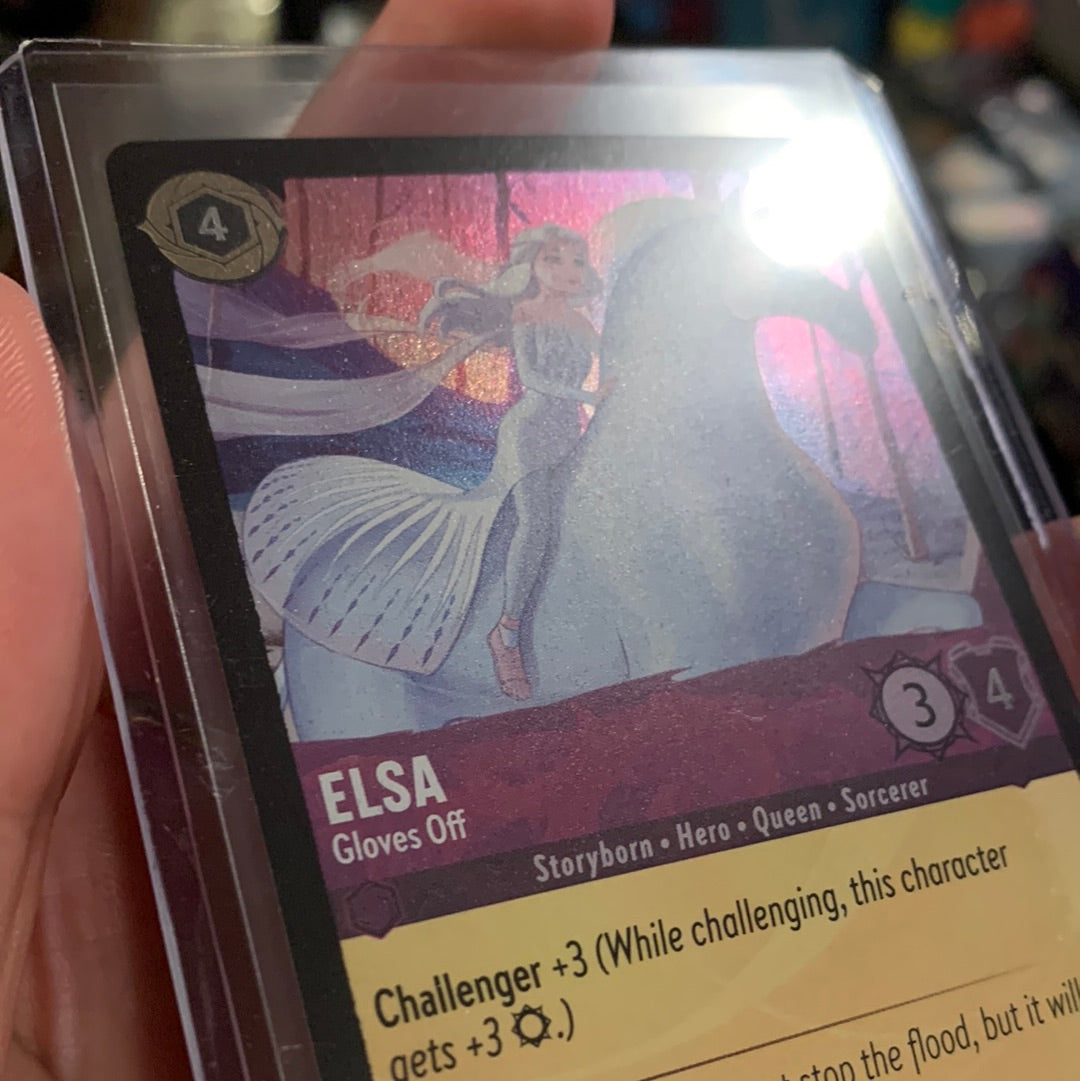 4
3
4
ELSA
Gloves Off
Storyborn • Hero • Queen • Sorcerer
Challenger +3 (While challenging, this character
gets +3 .)
stop the flood, but it will